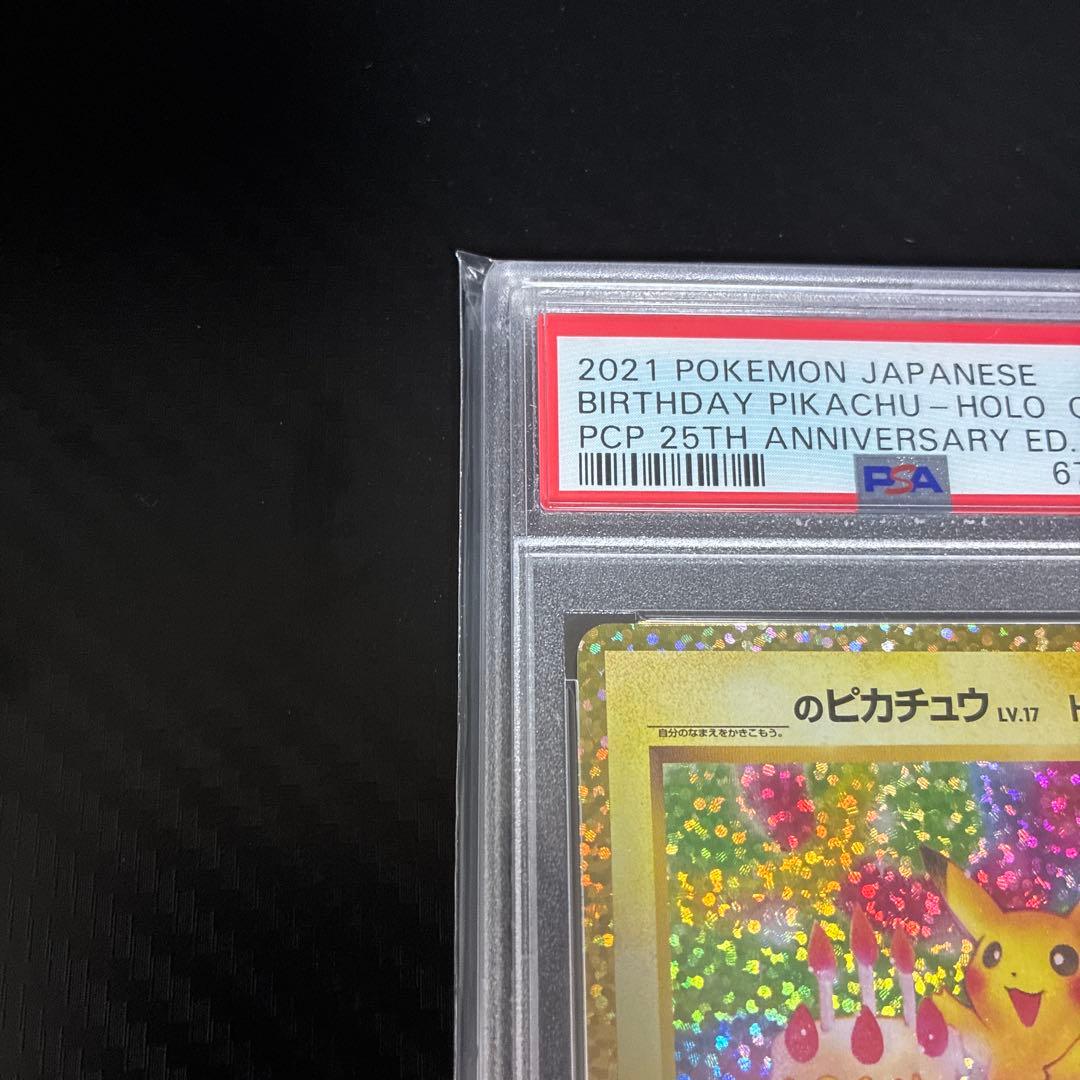 2021 POKEMON JAPANESE
BIRTHDAY PIKACHU-HOLO
PCP 25TH ANNIVERSARY ED.
PSA
67
のピカチュウ LV.17
自分のなまえをかきこもう。